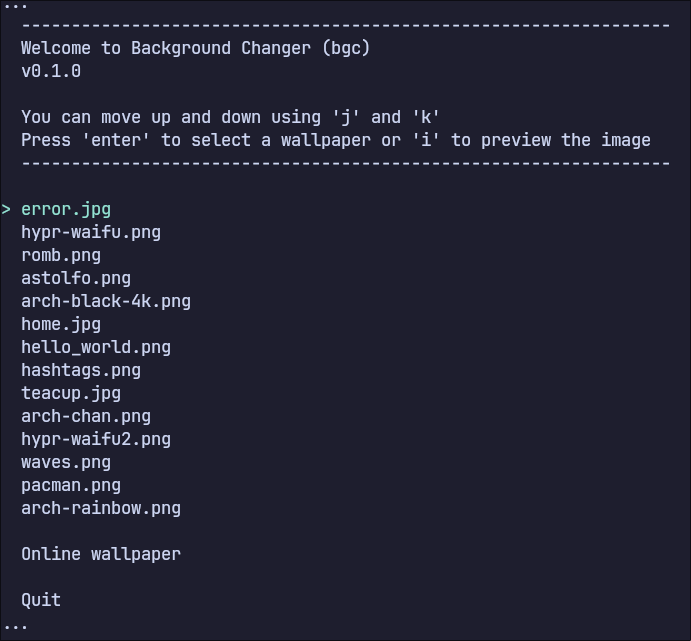 ...
-----------------------------------------------------------------
Welcome to Background Changer (bgc)
v0.1.0
You can move up and down using 'j' and 'k'
Press 'enter' to select a wallpaper or 'i' to preview the image
-----------------------------------------------------------------
> error.jpg
hypr-waifu.png
romb.png
astolfo.png
arch-black-4k.png
home.jpg
hello_world.png
hashtags.png
teacup.jpg
arch-chan.png
hypr-waifu2.png
waves.png
pacman.png
arch-rainbow.png
Online wallpaper
Quit
...